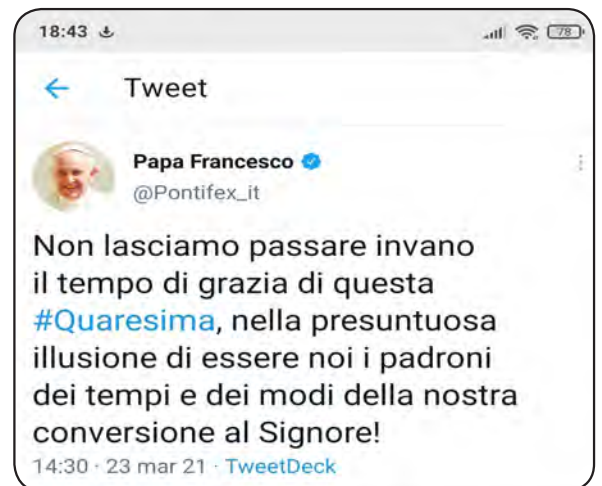 18:43
78
Tweet
Papa Francesco
@Pontifex_it
Non lasciamo passare invano
il tempo di grazia di questa
#Quaresima, nella presuntuosa
illusione di essere noi i padroni
dei tempi e dei modi della nostra
conversione al Signore!
14:30 · 23 mar 21 · TweetDeck